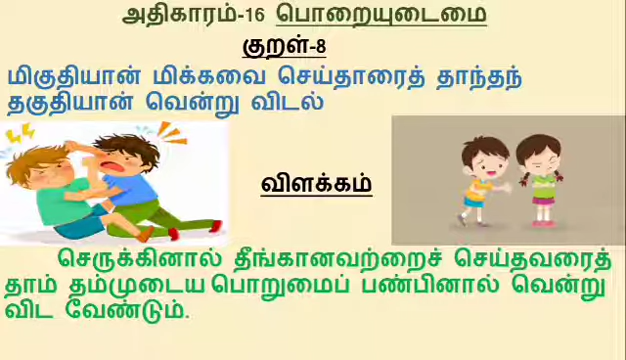 அதிகாரம்-16 பொறையுடைமை
குறள்-8
மிகுதியான் மிக்கவை செய்தாரைத் தாந்தந்
தகுதியான் வென்று விடல்
விளக்கம்
செருக்கினால் தீங்கானவற்றைச் செய்தவரைத்
தாம் தம்முடைய பொறுமைப் பண்பினால் வென்று
விட வேண்டும்.